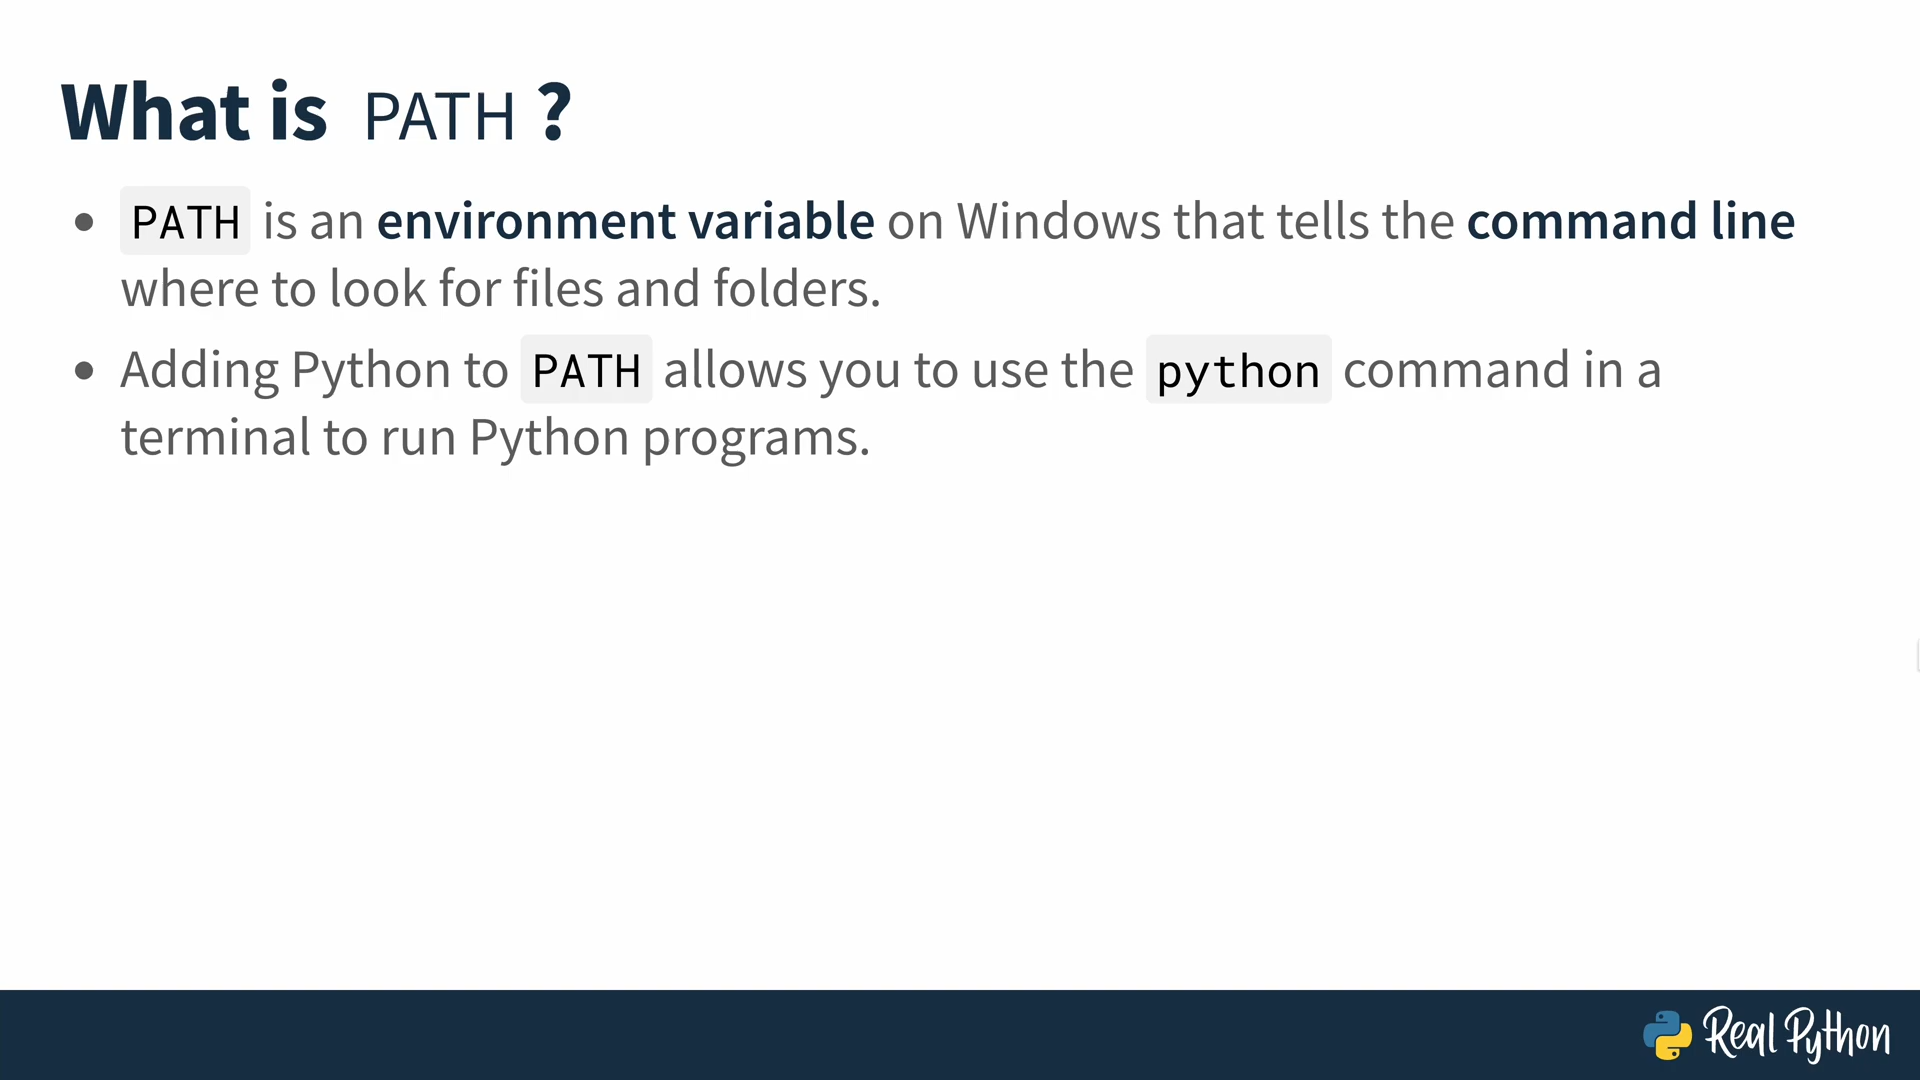 What is PATH ?
• PATH is an environment variable on Windows that tells the command line
where to look for files and folders.
• Adding Python to PATH allows you to use the python command in a
terminal to run Python programs.
Real Python